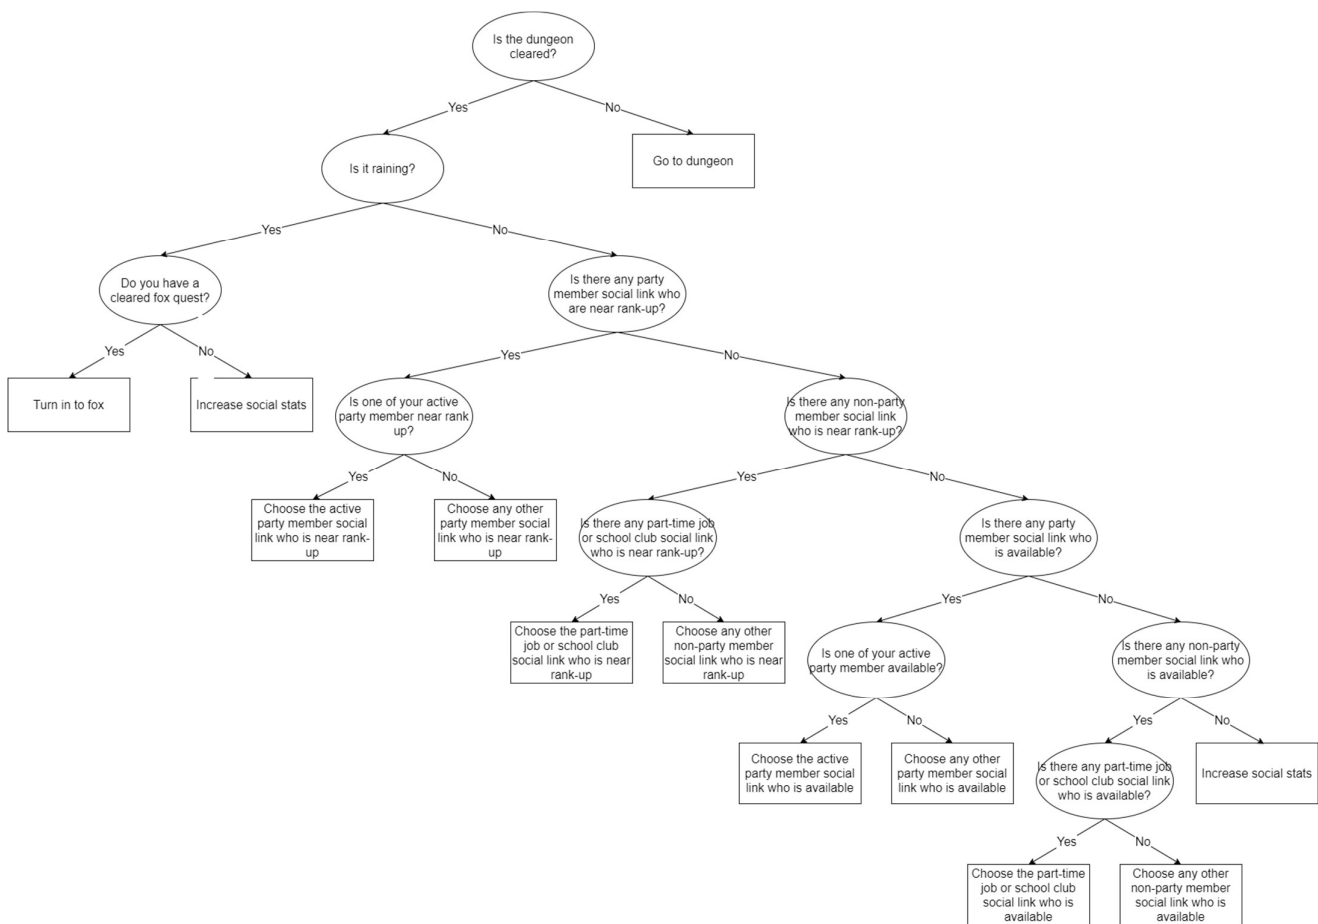 Is the dungeon
cleared?
Yes
No
Is it raining?
Go to dungeon
Yes
No
Do you have a
cleared fox quest?
Is there any party
member social link who
are near rank-up?
Yes
No
Yes
No
Turn in to fox
Increase social stats
Is one of your active
party member near rank
up?
Is there any non-party
member social link
who is near rank-up?
Yes
No
Yes
No
Choose the active
party member social
link who is near rank-
up
Choose any other
party member social
link who is near rank-
up
Is there any part-time job
or school club social link
who is near rank-up?
Is there any party
member social link who
is available?
Yes
No
Yes
No
Choose the part-time
job or school club
social link who is near
rank-up
Choose any other
non-party member
social link who is near
rank-up
Is one of your active
party member available?
Is there any non-party
member social link who
is available?
Yes
No
Yes
No
Choose the active
party member social
link who is available
Choose any other
party member social
link who is available
Is there any part-time job
or school club social link
who is available?
Increase social stats
Yes
No
Choose the part-time
job or school club
social link who is
available
Choose any other
non-party member
social link who is
available